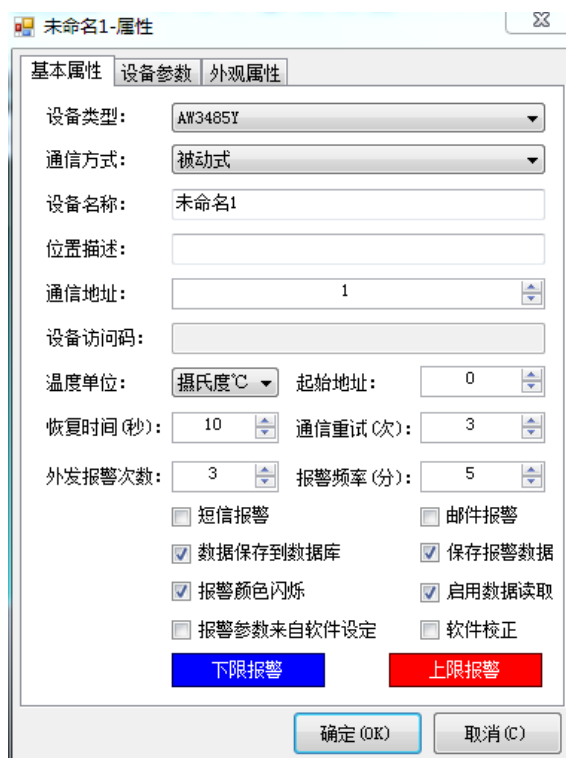 未命名1-属性
基本属性 设备参数 外观属性
设备类型： AW3485Y
通信方式： 被动式
设备名称： 未命名1
位置描述：
通信地址： 1
设备访问码：
温度单位： 摄氏度℃ 起始地址： 0
恢复时间(秒)： 10 通信重试(次)： 3
外发报警次数： 3 报警频率(分)： 5
短信报警 邮件报警
数据保存到数据库 保存报警数据
报警颜色闪烁 启用数据读取
报警参数来自软件设定 软件校正
下限报警 上限报警
确定(OK) 取消(C)